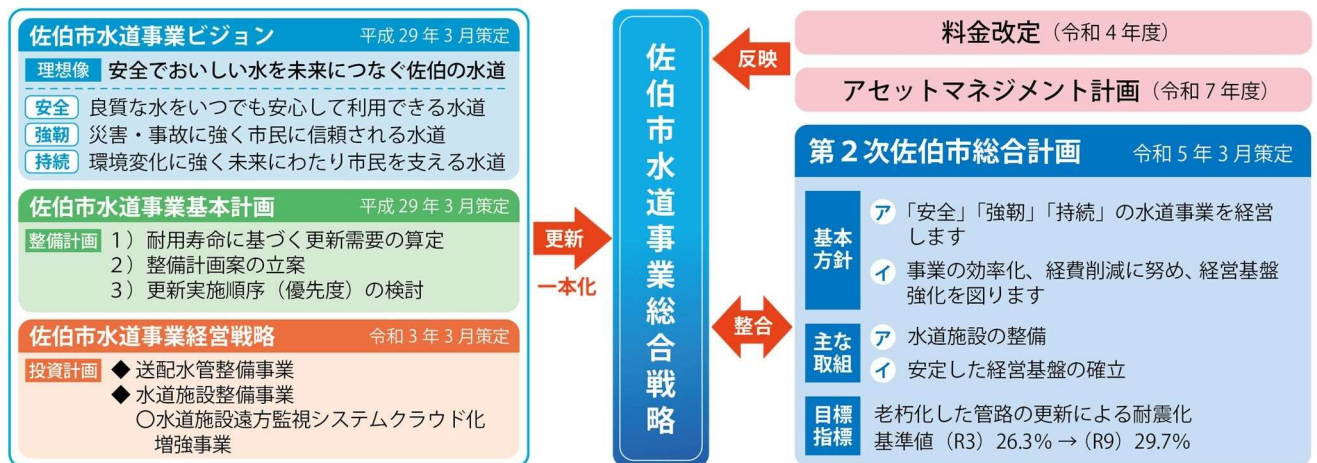 佐伯市水道事業ビジョン 平成29年3月策定
理想像 安全でおいしい水を未来につなぐ佐伯の水道
安全 良質な水をいつでも安心して利用できる水道
強靭 災害・事故に強く市民に信頼される水道
持続 環境変化に強く未来にわたり市民を支える水道
佐伯市水道事業基本計画 平成29年3月策定
整備計画 1）耐用寿命に基づく更新需要の算定
2）整備計画案の立案
3）更新実施順序（優先度）の検討
佐伯市水道事業経営戦略 令和3年3月策定
投資計画 ◆ 送配水管整備事業
◆ 水道施設整備事業
〇水道施設遠方監視システムクラウド化
増強事業
更新
一本化
佐伯市水道事業総合戦略
反映
整合
料金改定（令和4年度）
アセットマネジメント計画（令和7年度）
第2次佐伯市総合計画 令和5年3月策定
基本
方針
ア 「安全」「強靭」「持続」の水道事業を経営
します
イ 事業の効率化、経費削減に努め、経営基盤
強化を図ります
主な
取組
ア 水道施設の整備
イ 安定した経営基盤の確立
目標
指標
老朽化した管路の更新による耐震化
基準値（R3）26.3％→（R9）29.7％